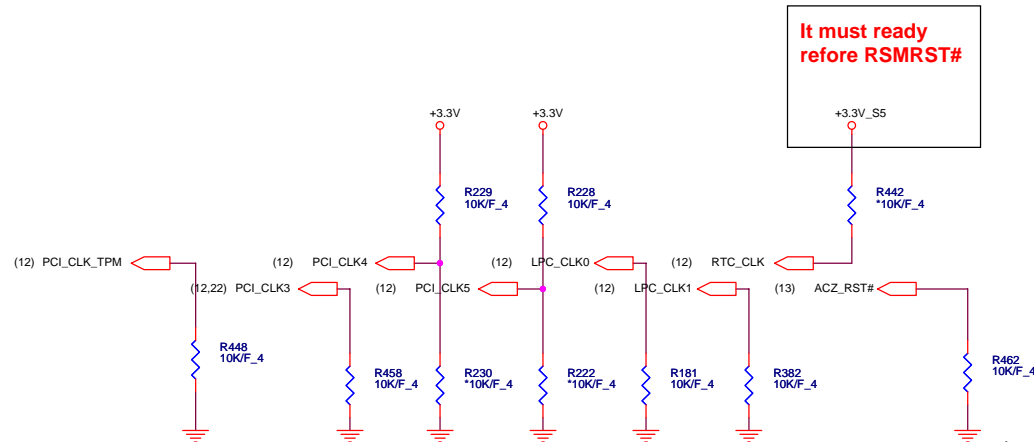 It must ready
refore RSMRST#
+3.3V
+3.3V
+3.3V_S5
R229
10K/F_4
R228
10K/F_4
R442
*10K/F_4
(12) PCI_CLK_TPM
(12) PCI_CLK4
(12) LPC_CLK0
(12) RTC_CLK
(12,22) PCI_CLK3
(12) PCI_CLK5
(12) LPC_CLK1
(13) ACZ_RST#
R448
10K/F_4
R458
10K/F_4
R230
*10K/F_4
R222
*10K/F_4
R181
10K/F_4
R382
10K/F_4
R462
10K/F_4